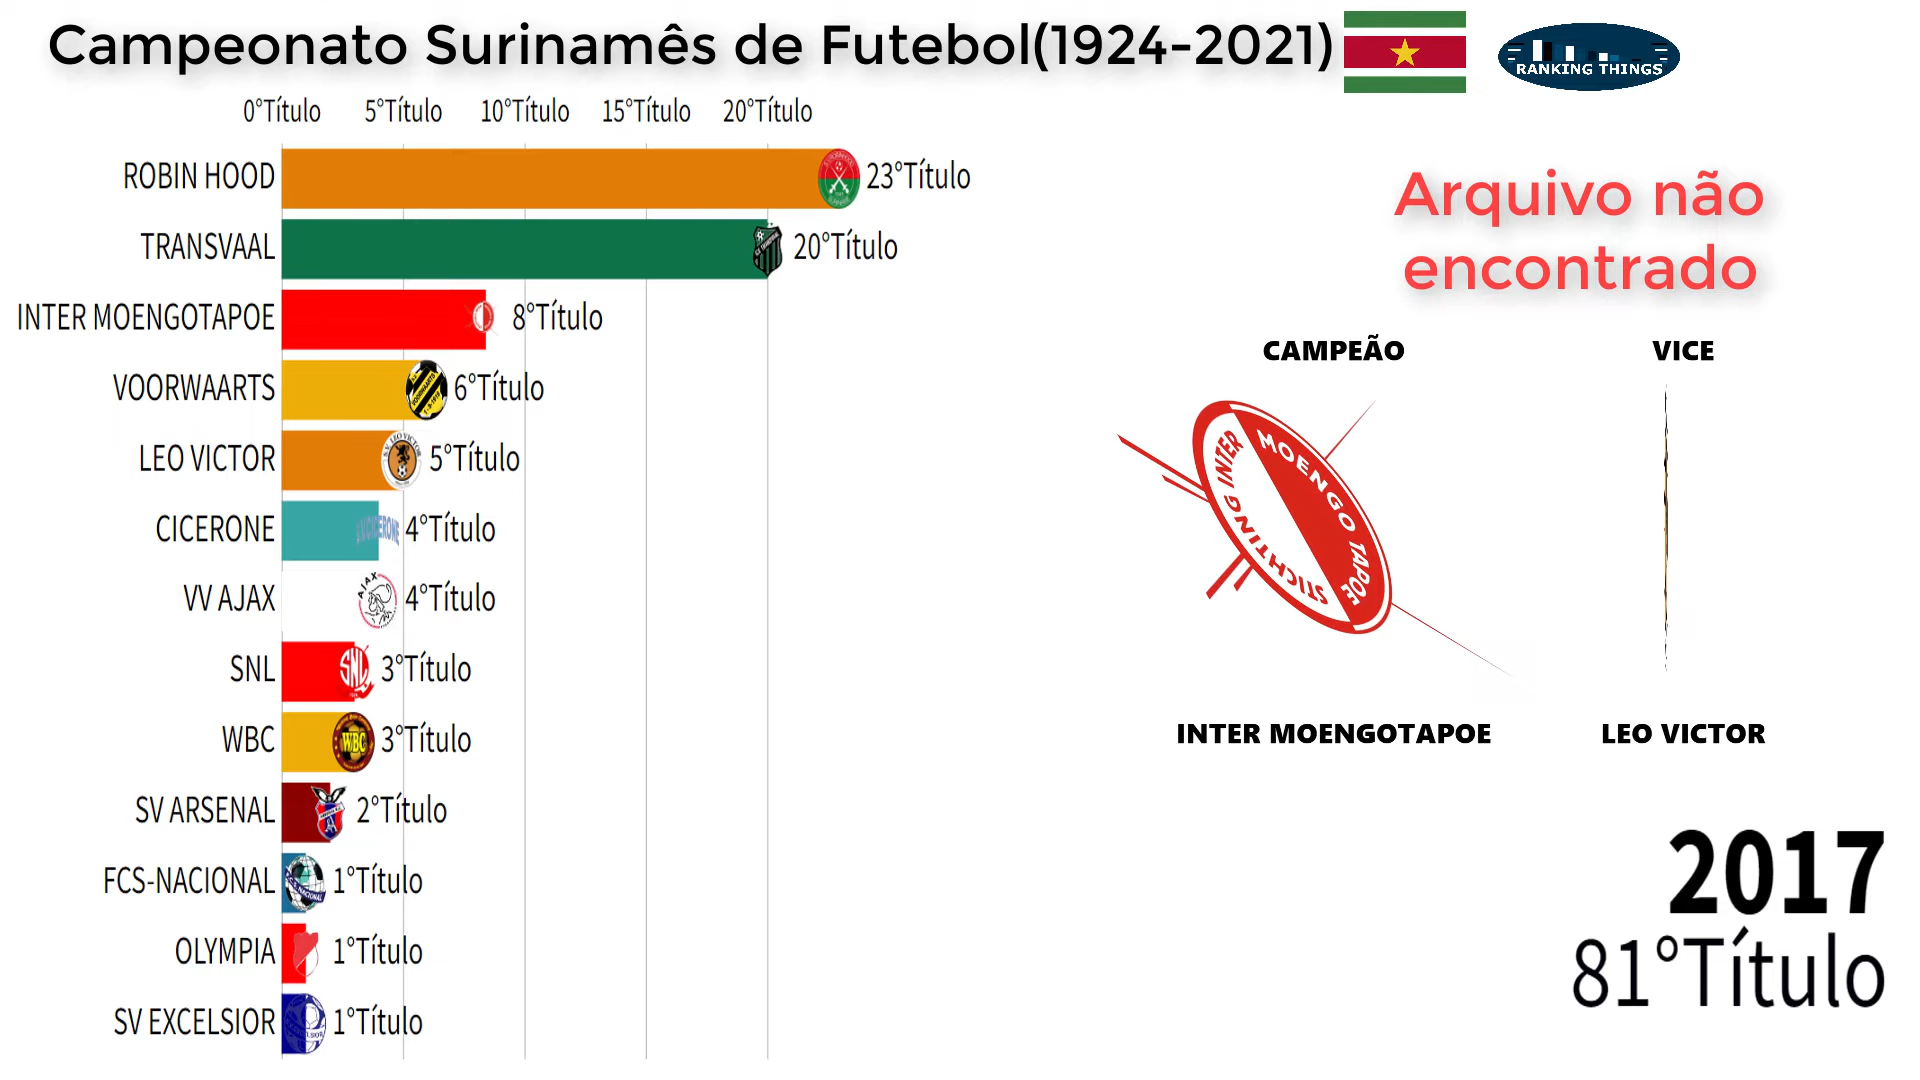 Campeonato Surinamês de Futebol(1924-2021)
RANKING THINGS
0°Título 5°Título 10°Título 15°Título 20°Título
ROBIN HOOD 23°Título
TRANSVAAL 20°Título
INTER MOENGOTAPOE 8°Título
VOORWAARTS 6°Título
LEO VICTOR 5°Título
CICERONE 4°Título
VV AJAX AJAX 4°Título
SNL SNL 3°Título
WBC WBC 3°Título
SV ARSENAL 2°Título
FCS-NACIONAL 1°Título
OLYMPIA 1°Título
SV EXCELSIOR 1°Título
Arquivo não
encontrado
CAMPEÃO VICE
STICHTING INTER
MOENGO TAPOE
INTER MOENGOTAPOE LEO VICTOR
2017
81°Título